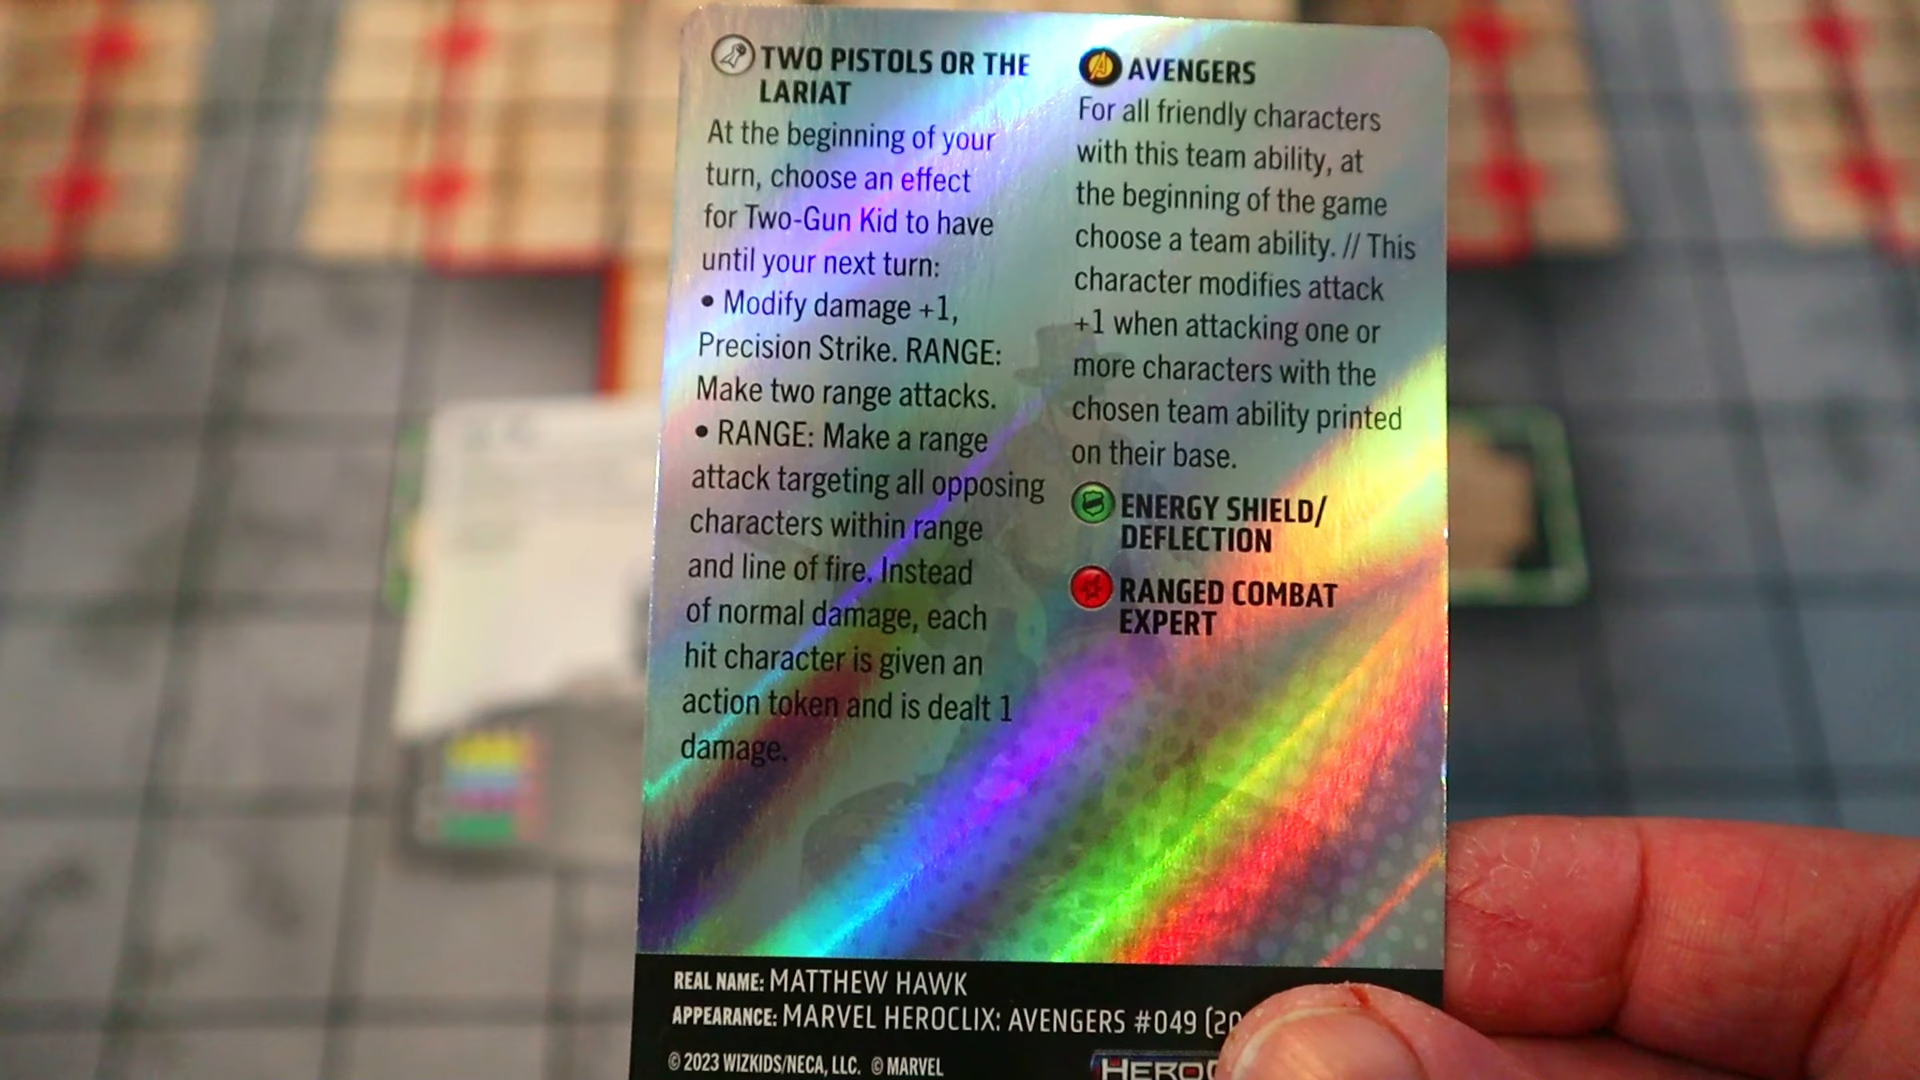 TWO PISTOLS OR THE
LARIAT
At the beginning of your
turn, choose an effect
for Two-Gun Kid to have
until your next turn:
• Modify damage +1,
Precision Strike. RANGE:
Make two range attacks.
• RANGE: Make a range
attack targeting all opposing
characters within range
and line of fire. Instead
of normal damage, each
hit character is given an
action token and is dealt 1
damage.
AVENGERS
For all friendly characters
with this team ability, at
the beginning of the game
choose a team ability. // This
character modifies attack
+1 when attacking one or
more characters with the
chosen team ability printed
on their base.
ENERGY SHIELD/
DEFLECTION
RANGED COMBAT
EXPERT
REAL NAME: MATTHEW HAWK
APPEARANCE: MARVEL HEROCLIX: AVENGERS #049
© 2023 WIZKIDS/NECA, LLC. © MARVEL